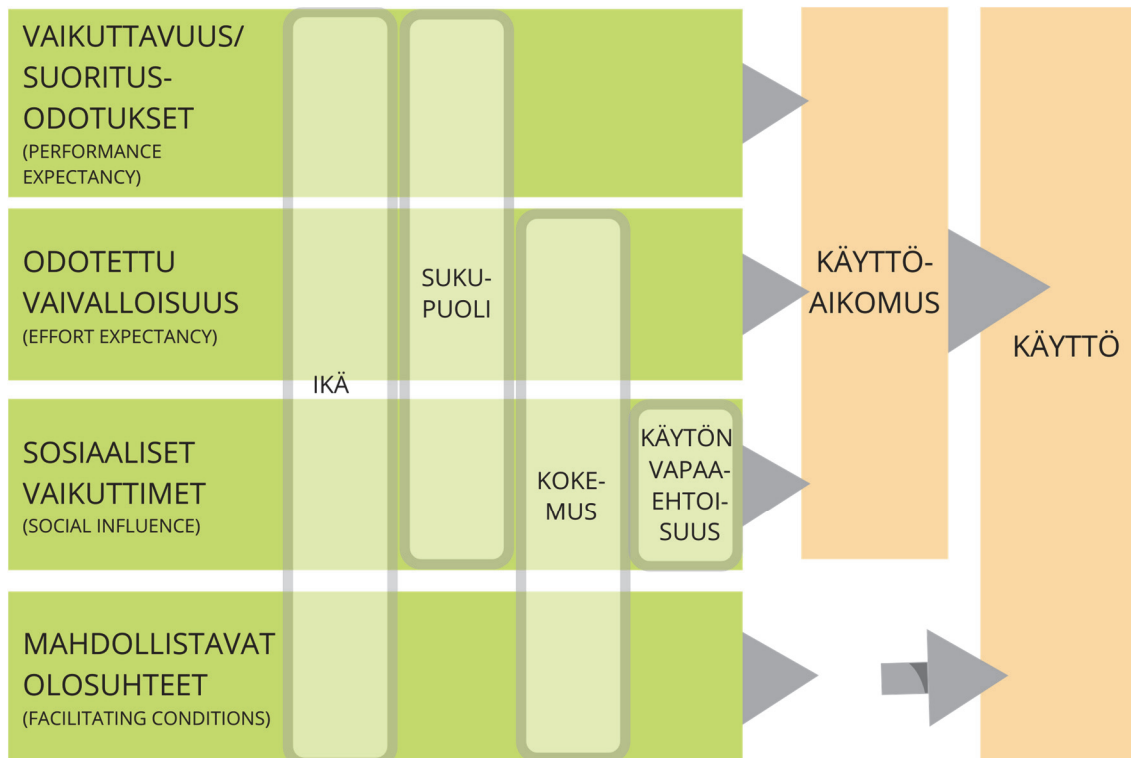 VAIKUTTAVUUS/
SUORITUS-
ODOTUKSET
(PERFORMANCE
EXPECTANCY)
ODOTETTU
VAIVALLOISUUS
(EFFORT EXPECTANCY)
SOSIAALISET
VAIKUTTIMET
(SOCIAL INFLUENCE)
MAHDOLLISTAVAT
OLOSUHTEET
(FACILITATING CONDITIONS)
IKÄ
SUKU-
PUOLI
KOKE-
MUS
KÄYTÖN
VAPAA-
EHTOI-
SUUS
KÄYTTÖ-
AIKOMUS
KÄYTTÖ